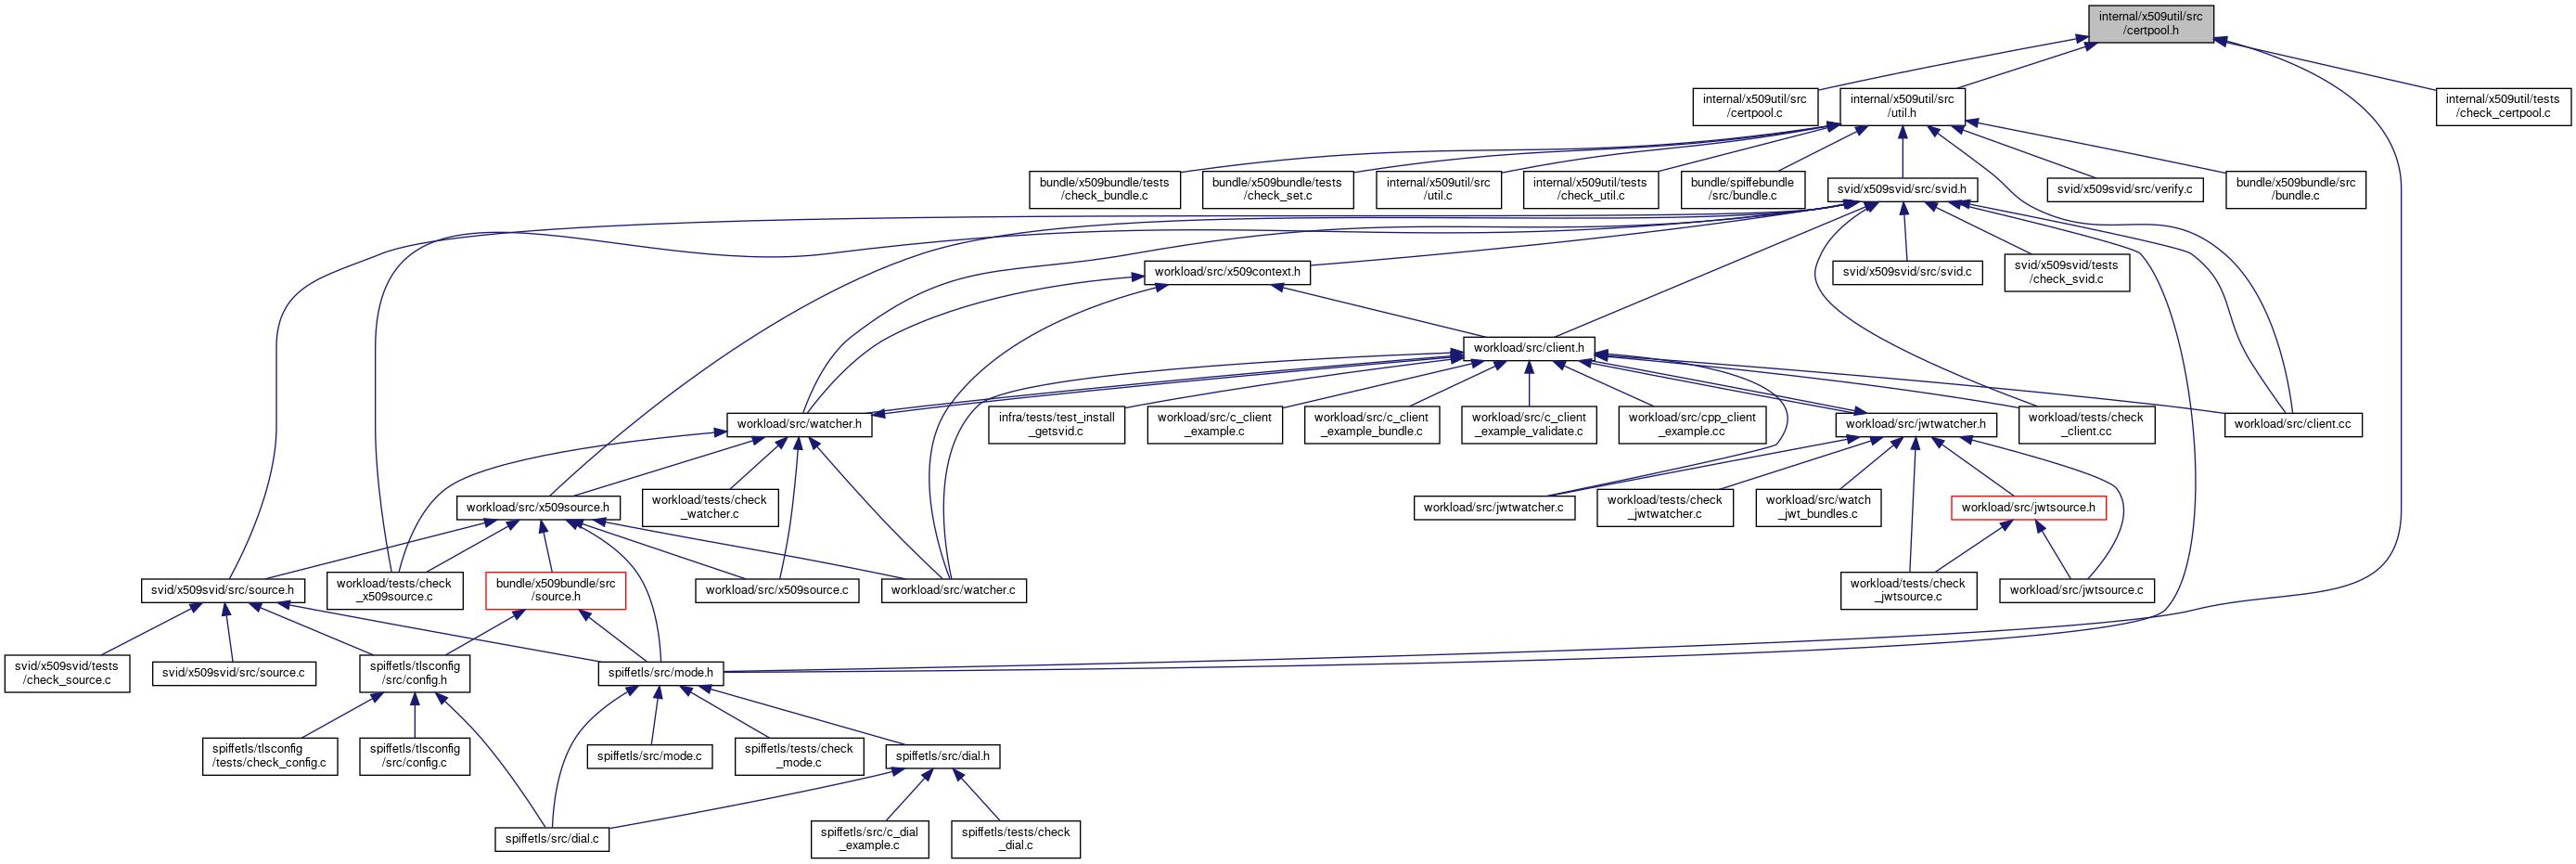 internal/x509util/src
/certpool.h
internal/x509util/src
/certpool.c
internal/x509util/src
/util.h
internal/x509util/tests
/check_certpool.c
bundle/x509bundle/tests
/check_bundle.c
bundle/x509bundle/tests
/check_set.c
internal/x509util/src
/util.c
internal/x509util/tests
/check_util.c
bundle/spiffebundle
/src/bundle.c
svid/x509svid/src/svid.h
svid/x509svid/src/verify.c
bundle/x509bundle/src
/bundle.c
workload/src/x509context.h
svid/x509svid/src/svid.c
svid/x509svid/tests
/check_svid.c
workload/src/client.h
workload/src/watcher.h
infra/tests/test_install
_getsvid.c
workload/src/c_client
_example.c
workload/src/c_client
_example_bundle.c
workload/src/c_client
_example_validate.c
workload/src/cpp_client
_example.cc
workload/src/jwtwatcher.h
workload/tests/check
_client.cc
workload/src/client.cc
workload/src/x509source.h
workload/tests/check
_watcher.c
workload/src/jwtwatcher.c
workload/tests/check
_jwtwatcher.c
workload/src/watch
_jwt_bundles.c
workload/src/jwtsource.h
svid/x509svid/src/source.h
workload/tests/check
_x509source.c
bundle/x509bundle/src
/source.h
workload/src/x509source.c
workload/src/watcher.c
workload/tests/check
_jwtsource.c
workload/src/jwtsource.c
svid/x509svid/tests
/check_source.c
svid/x509svid/src/source.c
spiffetls/tlsconfig
/src/config.h
spiffetls/src/mode.h
spiffetls/tlsconfig
/tests/check_config.c
spiffetls/tlsconfig
/src/config.c
spiffetls/src/mode.c
spiffetls/tests/check
_mode.c
spiffetls/src/dial.h
spiffetls/src/dial.c
spiffetls/src/c_dial
_example.c
spiffetls/tests/check
_dial.c